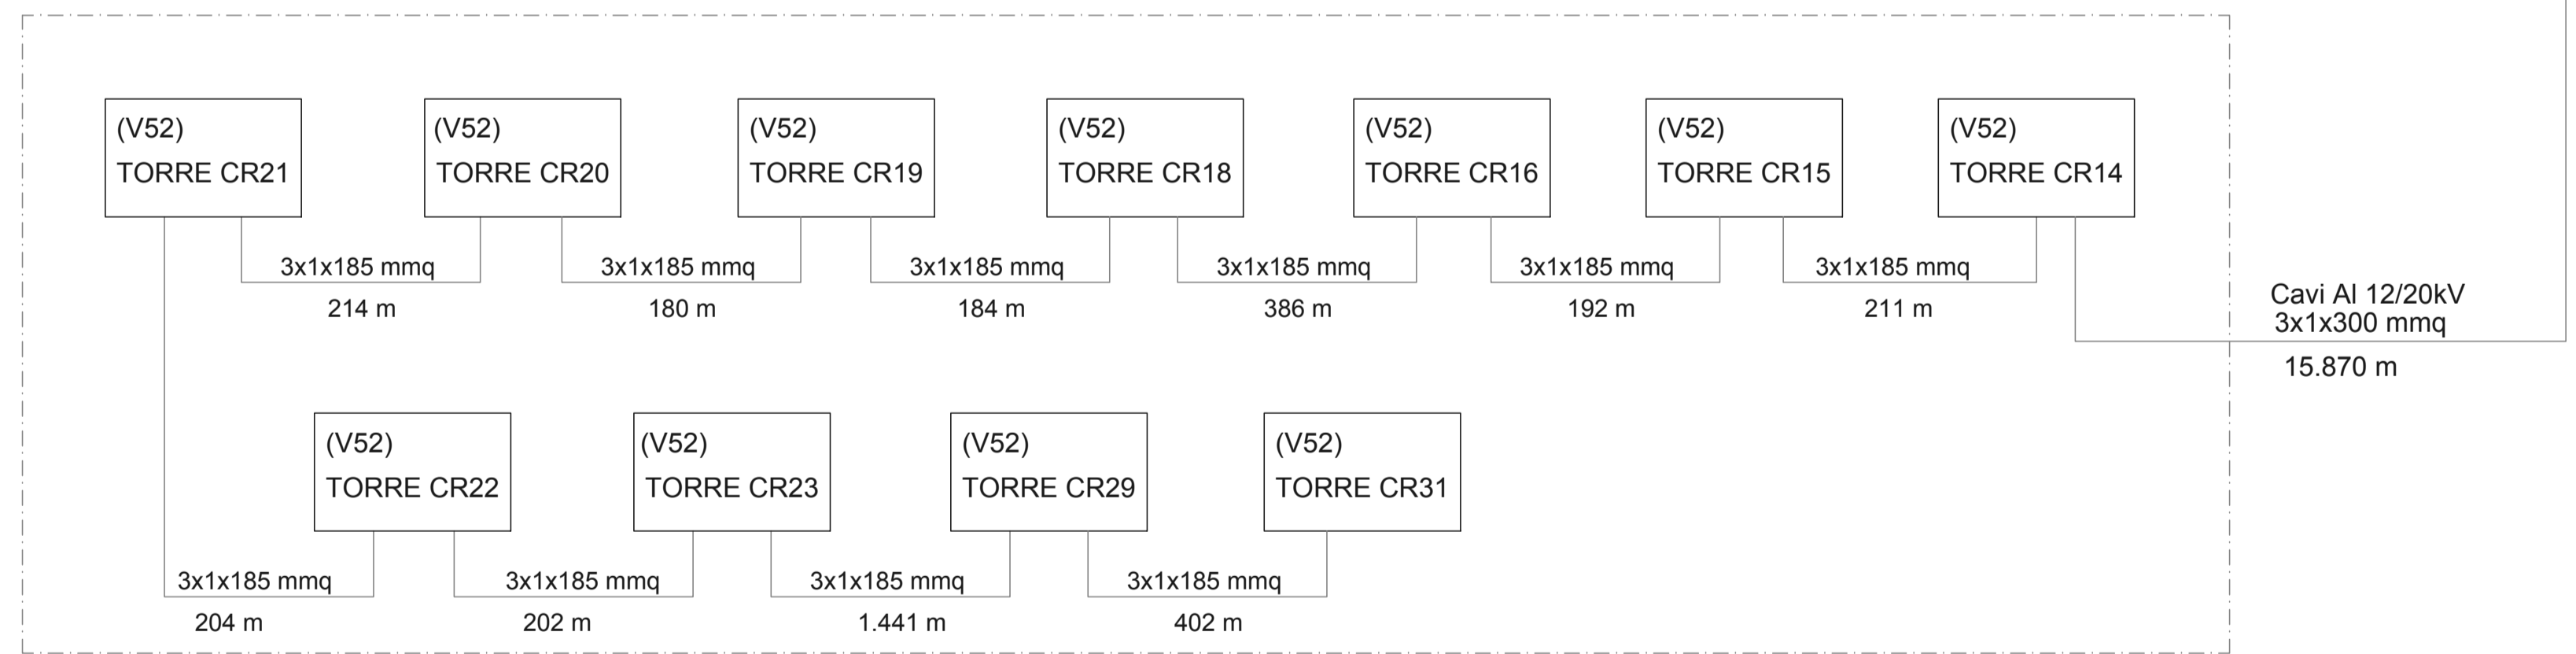 (V52)
TORRE CR21
(V52)
TORRE CR20
(V52)
TORRE CR19
(V52)
TORRE CR18
(V52)
TORRE CR16
(V52)
TORRE CR15
(V52)
TORRE CR14
3x1x185 mmq
214 m
3x1x185 mmq
180 m
3x1x185 mmq
184 m
3x1x185 mmq
386 m
3x1x185 mmq
192 m
3x1x185 mmq
211 m
Cavi Al 12/20kV
3x1x300 mmq
15.870 m
(V52)
TORRE CR22
(V52)
TORRE CR23
(V52)
TORRE CR29
(V52)
TORRE CR31
3x1x185 mmq
204 m
3x1x185 mmq
202 m
3x1x185 mmq
1.441 m
3x1x185 mmq
402 m